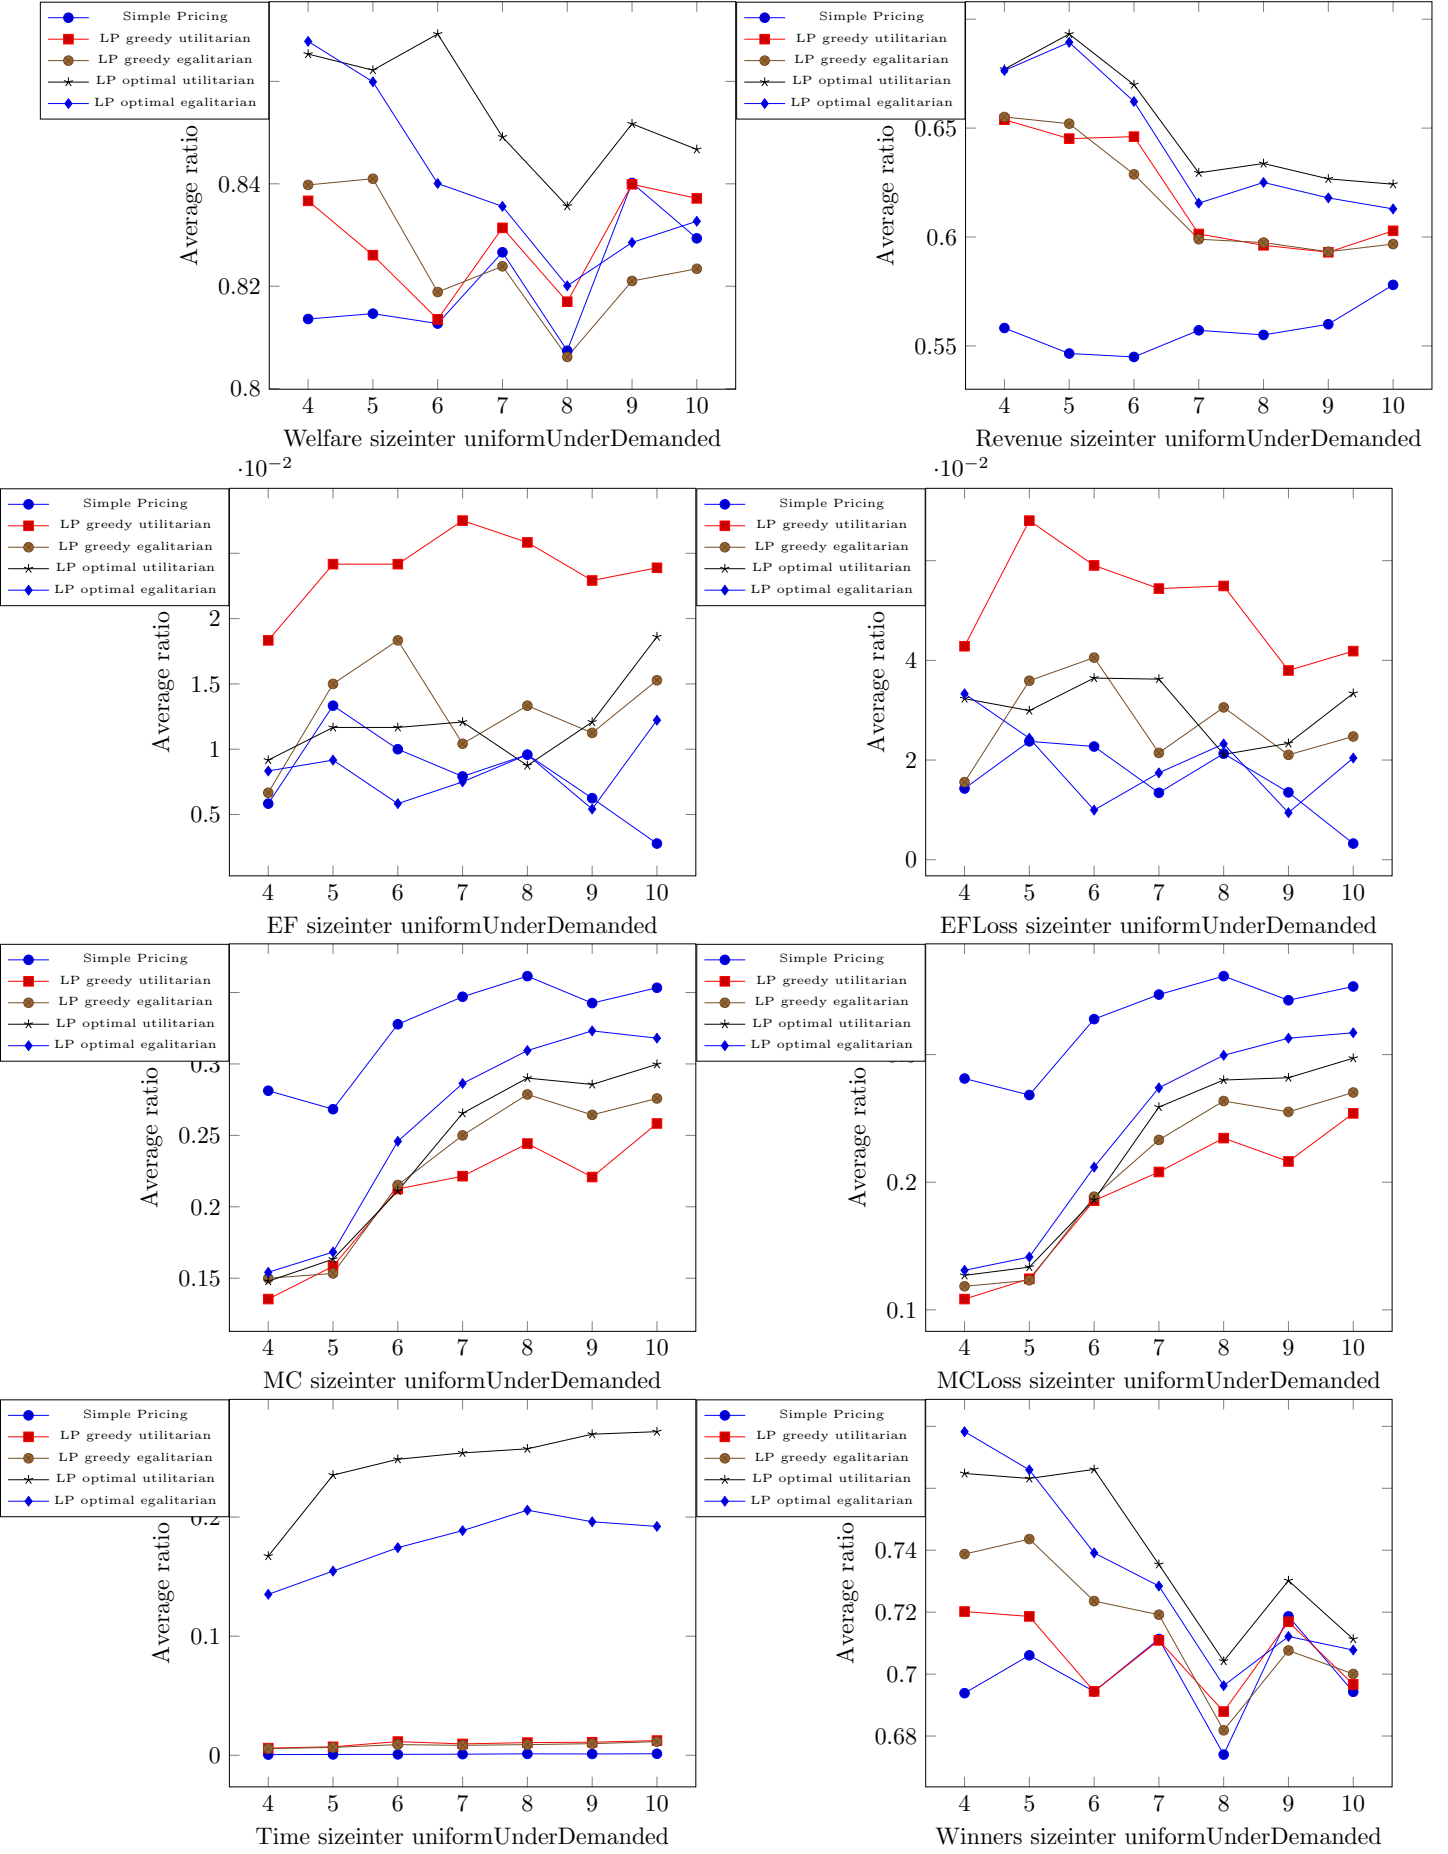 Simple Pricing
LP greedy utilitarian
LP greedy egalitarian
LP optimal utilitarian
LP optimal egalitarian
Average ratio
0.84
0.82
0.8
4 5 6 7 8 9 10
Welfare sizeinter uniformUnderDemanded
Simple Pricing
LP greedy utilitarian
LP greedy egalitarian
LP optimal utilitarian
LP optimal egalitarian
Average ratio
0.65
0.6
0.55
4 5 6 7 8 9 10
Revenue sizeinter uniformUnderDemanded
·10−2
Simple Pricing
LP greedy utilitarian
LP greedy egalitarian
LP optimal utilitarian
LP optimal egalitarian
Average ratio
2
1.5
1
0.5
4 5 6 7 8 9 10
EF sizeinter uniformUnderDemanded
·10−2
Simple Pricing
LP greedy utilitarian
LP greedy egalitarian
LP optimal utilitarian
LP optimal egalitarian
Average ratio
4
2
0
4 5 6 7 8 9 10
EFLoss sizeinter uniformUnderDemanded
Simple Pricing
LP greedy utilitarian
LP greedy egalitarian
LP optimal utilitarian
LP optimal egalitarian
Average ratio
0.3
0.25
0.2
0.15
4 5 6 7 8 9 10
MC sizeinter uniformUnderDemanded
Simple Pricing
LP greedy utilitarian
LP greedy egalitarian
LP optimal utilitarian
LP optimal egalitarian
Average ratio
0.2
0.1
4 5 6 7 8 9 10
MCLoss sizeinter uniformUnderDemanded
Simple Pricing
LP greedy utilitarian
LP greedy egalitarian
LP optimal utilitarian
LP optimal egalitarian
Average ratio
0.2
0.1
0
4 5 6 7 8 9 10
Time sizeinter uniformUnderDemanded
Simple Pricing
LP greedy utilitarian
LP greedy egalitarian
LP optimal utilitarian
LP optimal egalitarian
Average ratio
0.74
0.72
0.7
0.68
4 5 6 7 8 9 10
Winners sizeinter uniformUnderDemanded